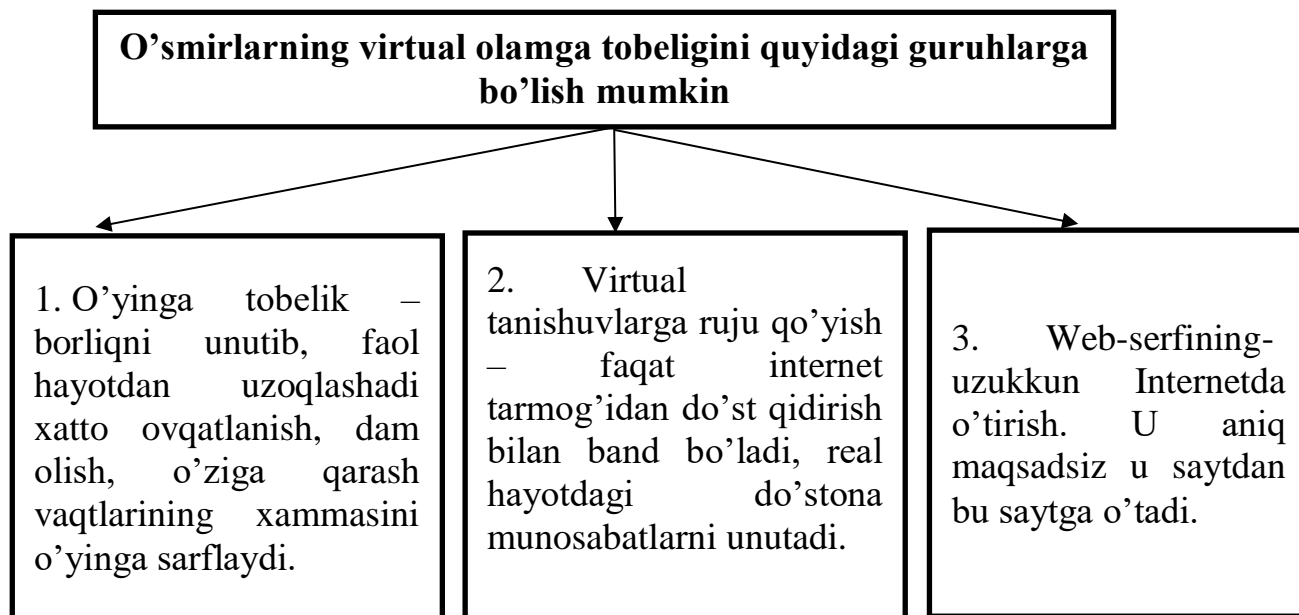 O’smirlarning virtual olamga tobeligini quyidagi guruhlarga
bo’lish mumkin
1. O’yinga tobelik –
borliqni unutib, faol
hayotdan uzoqlashadi
xatto ovqatlanish, dam
olish, o’ziga qarash
vaqtlarining xammasini
o’yinga sarflaydi.
2. Virtual
tanishuvlarga ruju qo’yish
– faqat internet
tarmog’idan do’st qidirish
bilan band bo’ladi, real
hayotdagi do’stona
munosabatlarni unutadi.
3. Web-serfining-
uzukkun Internetda
o’tirish. U aniq
maqsadsiz u saytdan
bu saytga o’tadi.